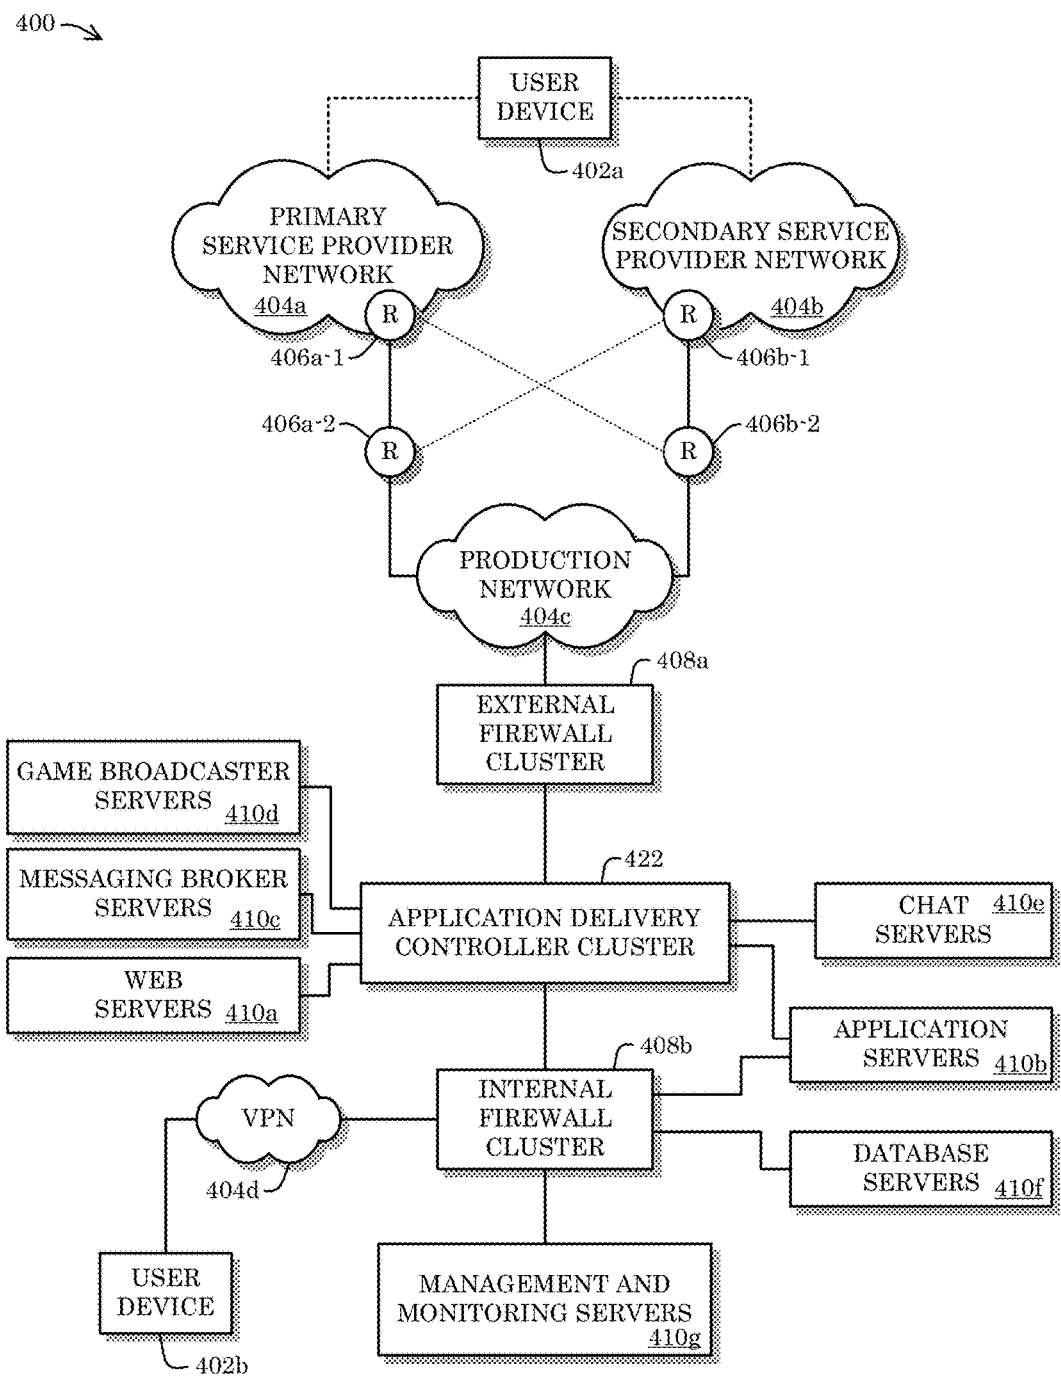 400
USER
DEVICE
402a
PRIMARY
SERVICE PROVIDER
NETWORK
404a
SECONDARY SERVICE
PROVIDER NETWORK
404b
R
R
406a-1
406b-1
406a-2
406b-2
R
R
PRODUCTION
NETWORK
404c
408a
EXTERNAL
FIREWALL
CLUSTER
GAME BROADCASTER
SERVERS 410d
MESSAGING BROKER
SERVERS 410c
WEB
SERVERS 410a
422
APPLICATION DELIVERY
CONTROLLER CLUSTER
CHAT 410e
SERVERS
APPLICATION
SERVERS 410b
408b
INTERNAL
FIREWALL
CLUSTER
VPN
404d
DATABASE
SERVERS 410f
USER
DEVICE
402b
MANAGEMENT AND
MONITORING SERVERS
410g